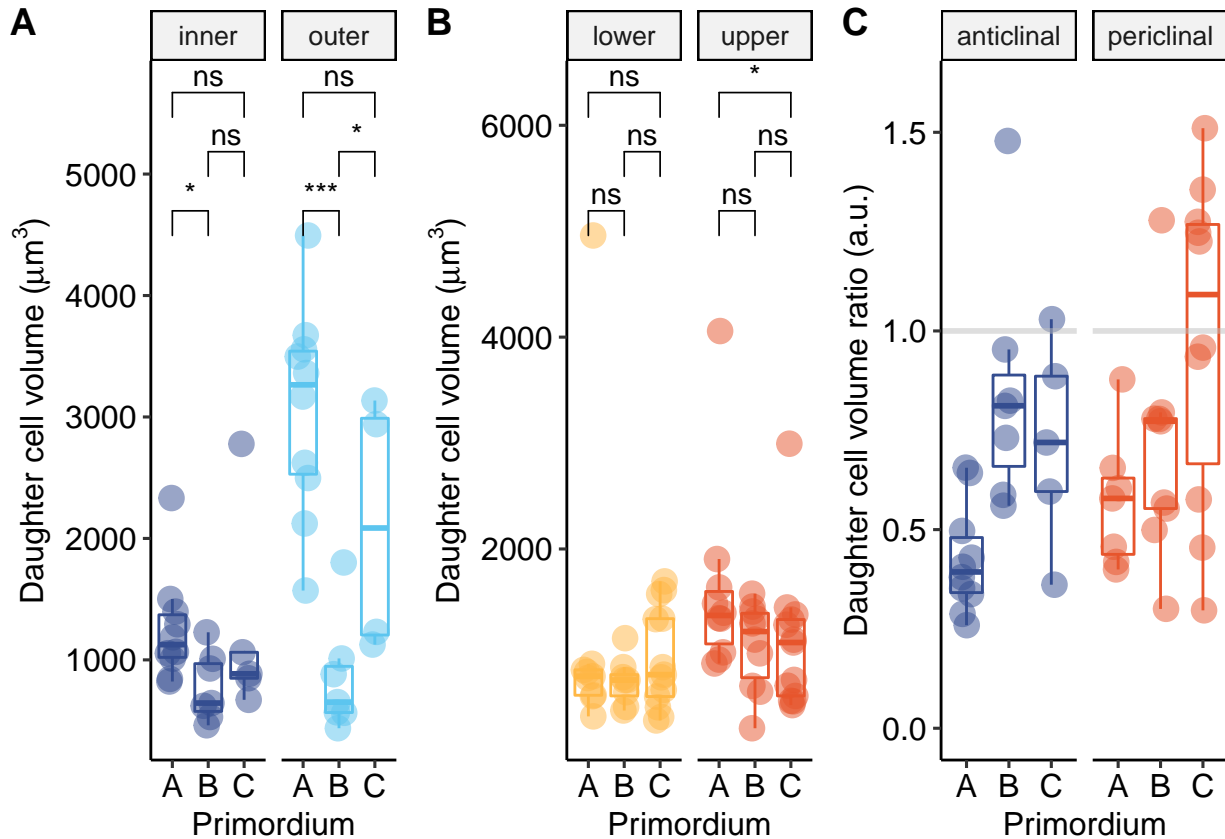 A
inner
outer
ns
ns
ns
*
*
***
Daughter cell volume (μm³)
5000
4000
3000
2000
1000
A B C
A B C
Primordium
B
lower
upper
ns
*
ns
ns
ns
ns
Daughter cell volume (μm³)
6000
4000
2000
A B C
A B C
Primordium
C
anticlinal
periclinal
Daughter cell volume ratio (a.u.)
1.5
1.0
0.5
0.0
A B C
A B C
Primordium